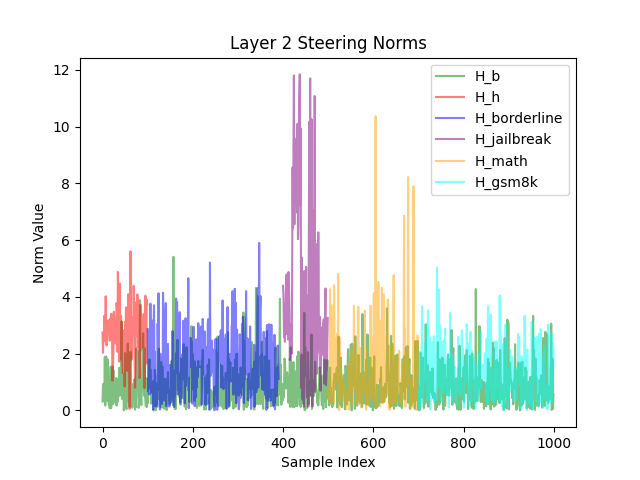 Layer 2 Steering Norms
Norm Value
12
10
8
6
4
2
0
H_b
H_h
H_borderline
H_jailbreak
H_math
H_gsm8k
0
200
400
600
800
1000
Sample Index